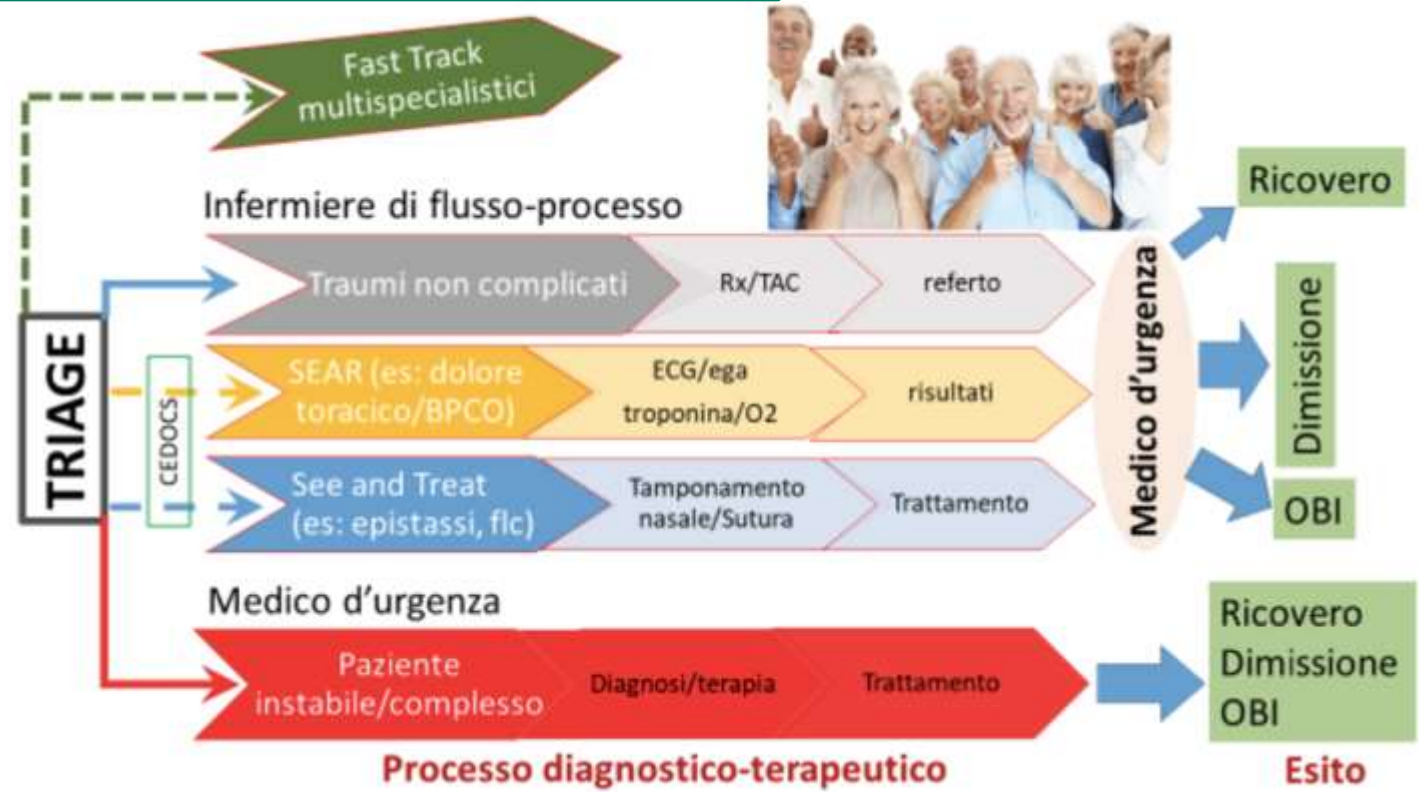 Fast Track
multispecialistici
Infermiere di flusso-processo
Ricovero
Traumi non complicati
Rx/TAC
referto
TRIAGE
CEDOCS
SEAR (es: dolore
toracico/BPCO)
ECG/ega
troponina/O2
risultati
Medico d'urgenza
Dimissione
See and Treat
(es: epistassi, flc)
Tamponamento
nasale/Sutura
Trattamento
OBI
Medico d'urgenza
Paziente
instabile/complesso
Diagnosi/terapia
Trattamento
Ricovero
Dimissione
OBI
Processo diagnostico-terapeutico
Esito